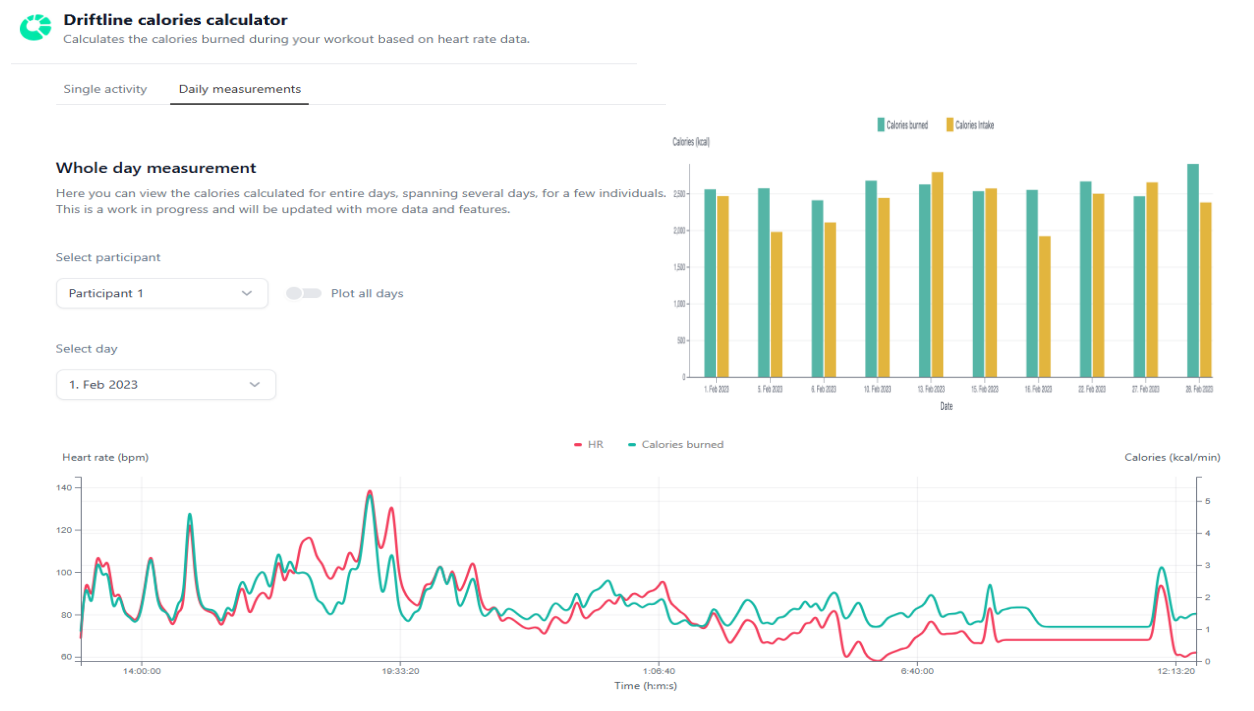 Driftline calories calculator
Calculates the calories burned during your workout based on heart rate data.
Single activity Daily measurements
Whole day measurement
Here you can view the calories calculated for entire days, spanning several days, for a few individuals.
This is a work in progress and will be updated with more data and features.
Select participant
Participant 1 Plot all days
Select day
1. Feb 2023
Calories burned Calories Intake
Calories (kcal)
2,500
2,000
1,500
1,000
500
0
1. Feb 2023 5. Feb 2023 6. Feb 2023 10. Feb 2023 13. Feb 2023 15. Feb 2023 16. Feb 2023 22. Feb 2023 27. Feb 2023 28. Feb 2023
Date
HR Calories burned
Heart rate (bpm) Calories (kcal/min)
140
120
100
80
60
5
4
3
2
1
0
14:00:00 19:33:20 1:06:40 6:40:00 12:13:20
Time (h:m:s)